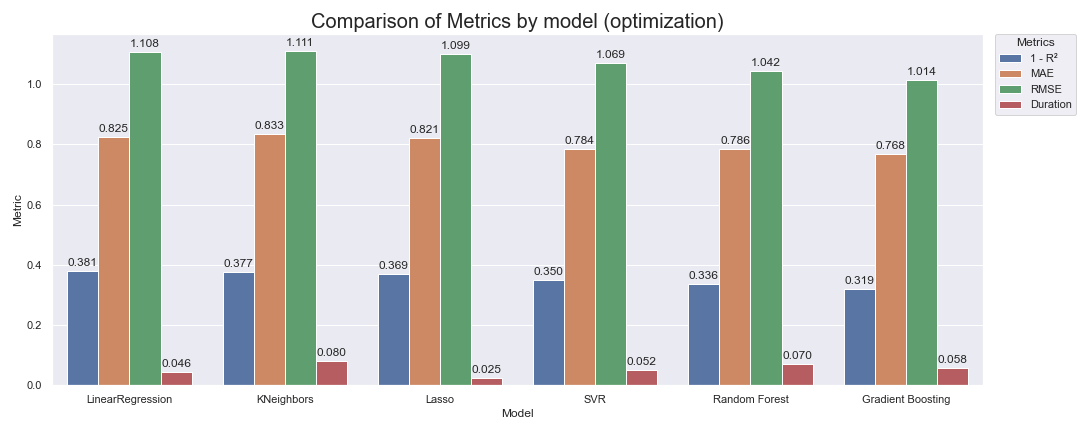 Comparison of Metrics by model (optimization)
Metrics
1 - R²
MAE
RMSE
Duration
Metric
1.0
0.8
0.6
0.4
0.2
0.0
0.381
0.825
1.108
0.046
0.377
0.833
1.111
0.080
0.369
0.821
1.099
0.025
0.350
0.784
1.069
0.052
0.336
0.786
1.042
0.070
0.319
0.768
1.014
0.058
LinearRegression
KNeighbors
Lasso
SVR
Random Forest
Gradient Boosting
Model